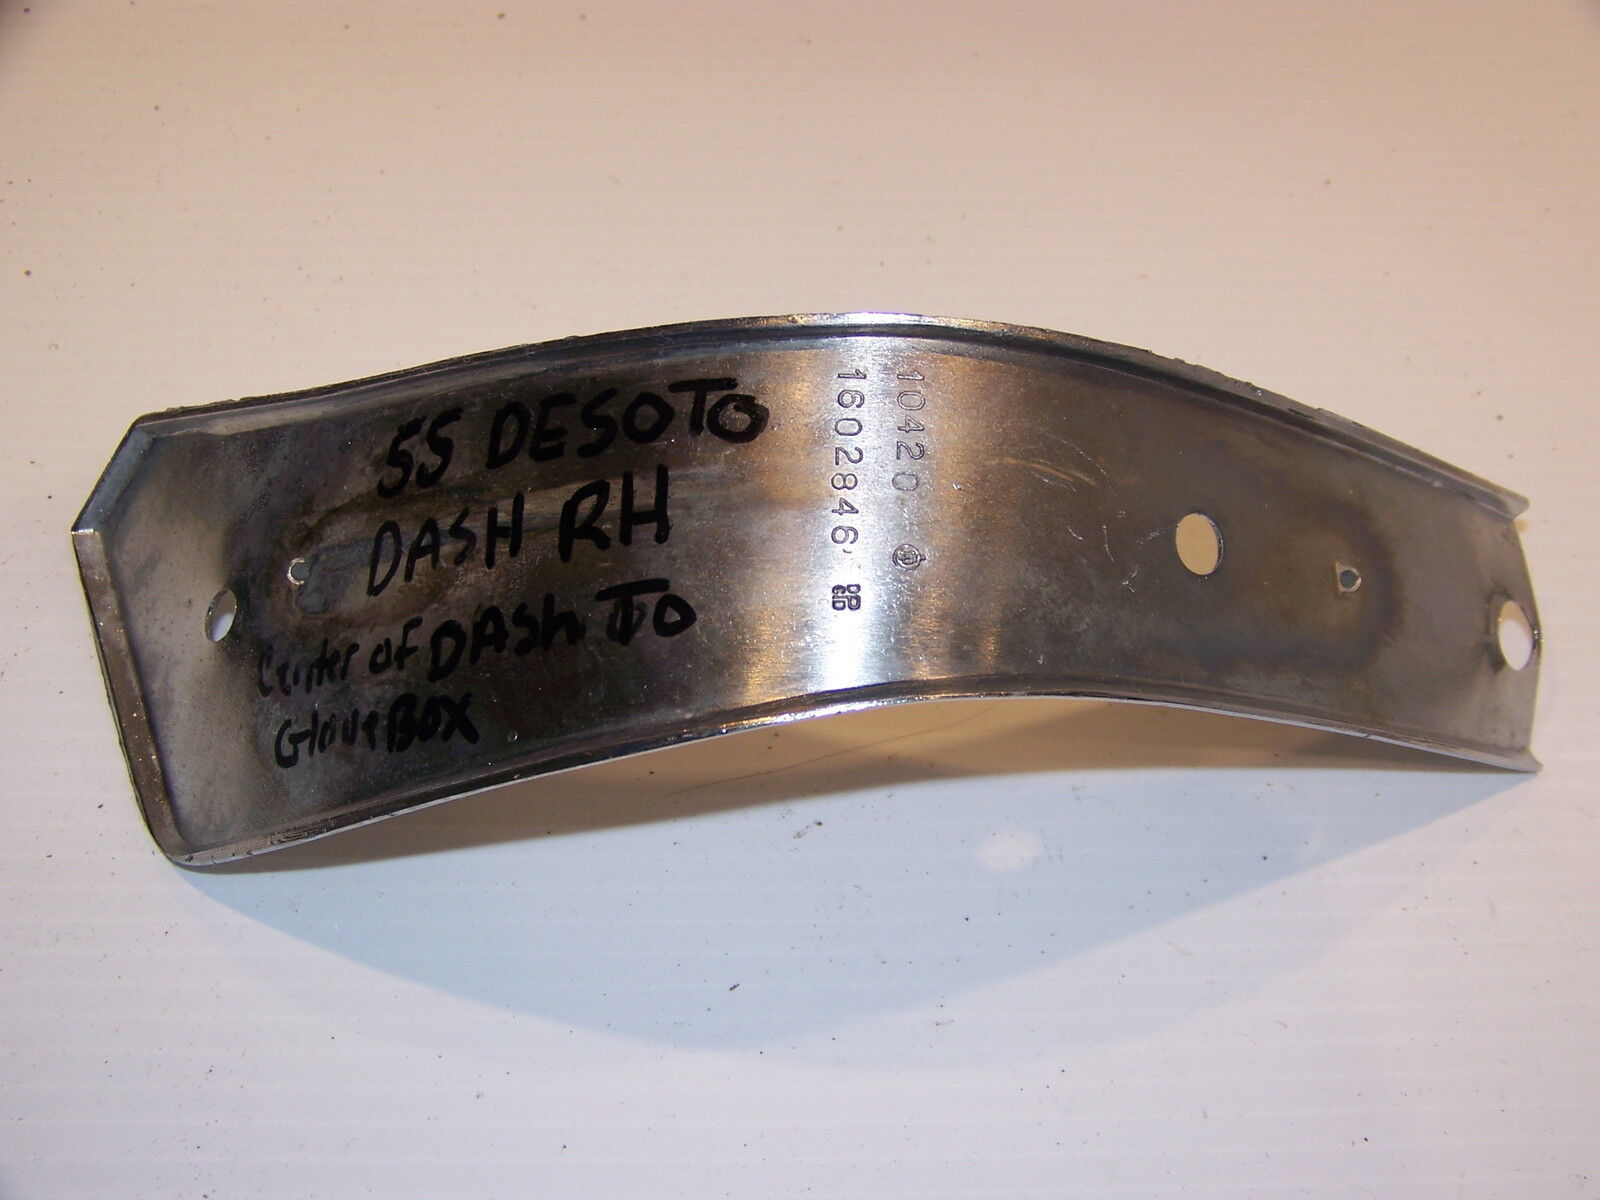 55 DESOTO
DASH RH
Center of DASh To
Glove BOX
10420
1602846